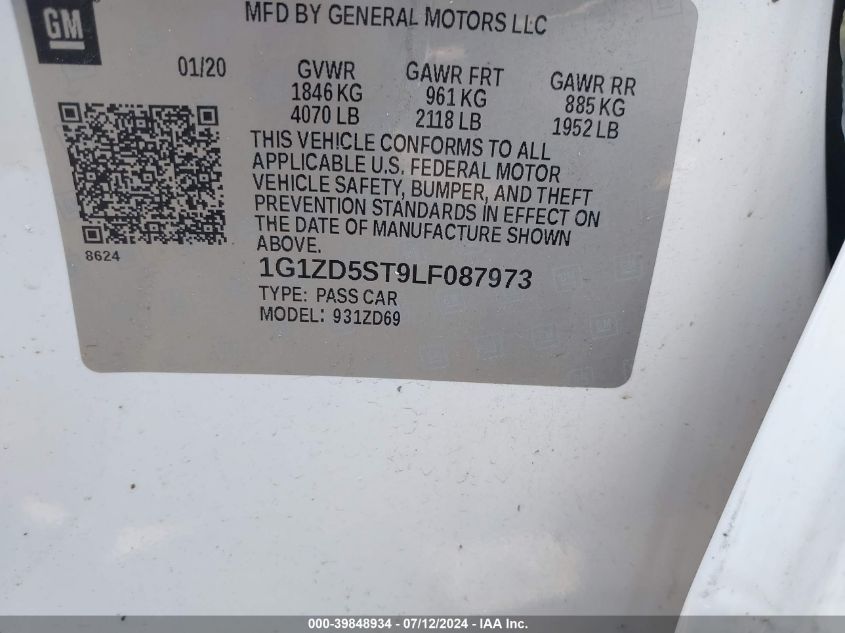 MFD BY GENERAL MOTORS LLC
GM
01/20 GVWR GAWR FRT GAWR RR
1846 KG 961 KG 885 KG
4070 LB 2118 LB 1952 LB
THIS VEHICLE CONFORMS TO ALL
APPLICABLE U.S. FEDERAL MOTOR
VEHICLE SAFETY, BUMPER, AND THEFT
PREVENTION STANDARDS IN EFFECT ON
THE DATE OF MANUFACTURE SHOWN
ABOVE.
8624
1G1ZD5ST9LF087973
TYPE: PASS CAR
MODEL: 931ZD69
000-39848934 - 07/12/2024 - IAA Inc.